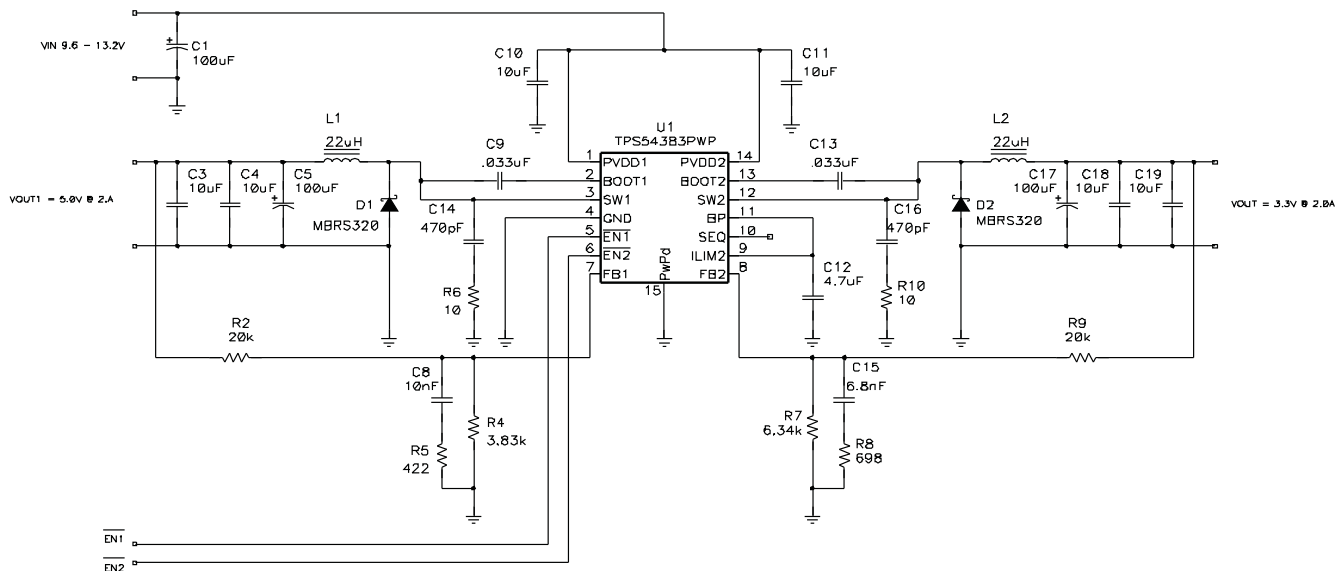 VIN 9.6 - 13.2V
C1
100uF
C10
10uF
C11
10uF
L1
22uH
C9
.033uF
U1
TPS54383PWP
C13
.033uF
L2
22uH
1 PVDD1
2 BOOT1
3 SW1
4 GND
5 EN1
6 EN2
7 FB1
PVDD2 14
BOOT2 13
SW2 12
BP 11
SEQ 10
ILIM2 9
FB2 8
PwPd
15
VOUT1 = 5.0V @ 2.A
C3
10uF
C4
10uF
C5
100uF
D1
MBRS320
C14
470pF
R6
10
C12
4.7uF
C16
470pF
R10
10
D2
MBRS320
C17
100uF
C18
10uF
C19
10uF
VOUT = 3.3V @ 2.0A
R2
20k
R9
20k
C8
10nF
R5
422
R4
3.83k
R7
6.34k
C15
6.8nF
R8
698
EN1
EN2